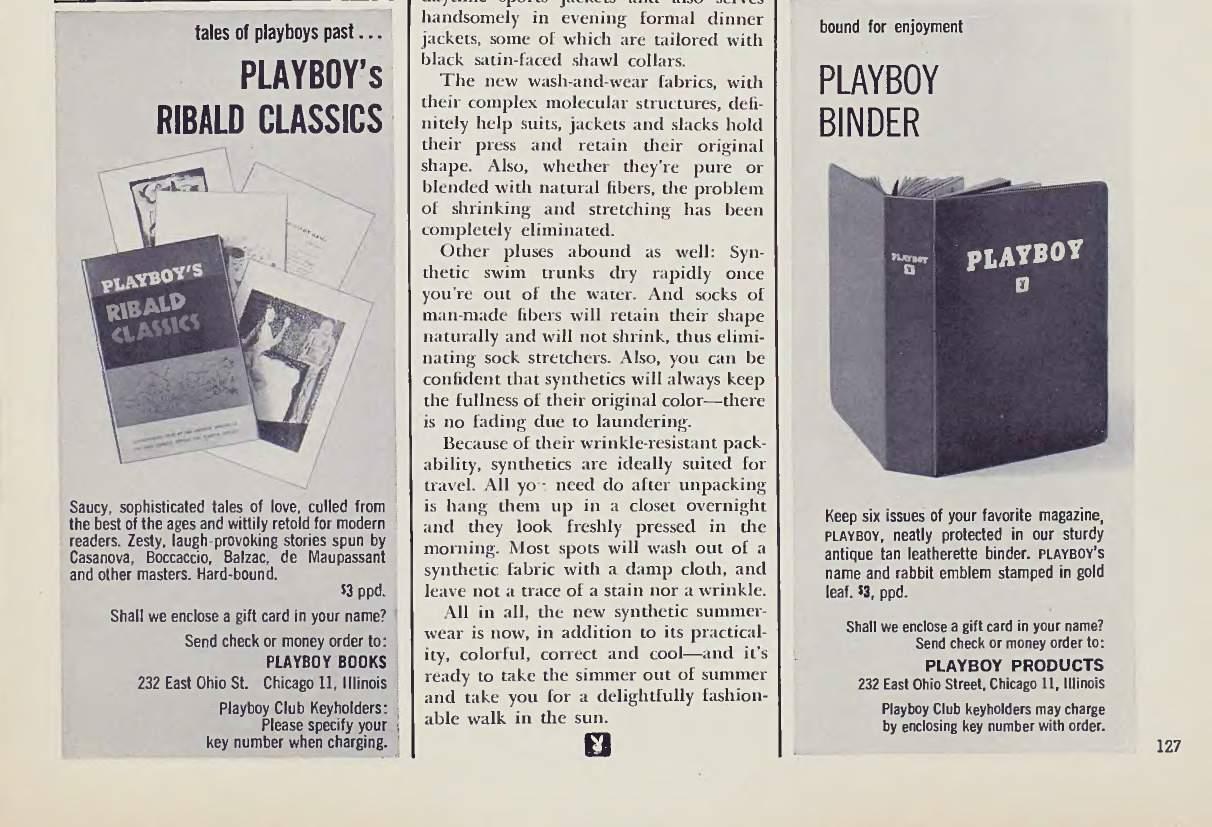 tales of playboys past...
PLAYBOY's
RIBALD CLASSICS
PLAYBOY'S
RIBALD
CLASSICS
Saucy, sophisticated tales of love, culled from
the best of the ages and wittily retold for modern
readers. Zesty, laugh-provoking stories spun by
Casanova, Boccaccio, Balzac, de Maupassant
and other masters. Hard-bound.
$3 ppd.
Shall we enclose a gift card in your name?
Send check or money order to:
PLAYBOY BOOKS
232 East Ohio St. Chicago 11, Illinois
Playboy Club Keyholders:
Please specify your
key number when charging.
handsomely in evening formal dinner
jackets, some of which are tailored with
black satin-faced shawl collars.
The new wash-and-wear fabrics, with
their complex molecular structures, defi-
nitely help suits, jackets and slacks hold
their press and retain their original
shape. Also, whether they're pure or
blended with natural fibers, the problem
of shrinking and stretching has been
completely eliminated.
Other pluses abound as well: Syn-
thetic swim trunks dry rapidly once
you're out of the water. And socks of
man-made fibers will retain their shape
naturally and will not shrink, thus elimi-
nating sock stretchers. Also, you can be
confident that synthetics will always keep
the fullness of their original color—there
is no fading due to laundering.
Because of their wrinkle-resistant pack-
ability, synthetics are ideally suited for
travel. All need do after unpacking
is hang them up in a closet overnight
and they look freshly pressed in the
morning. Most spots will wash out of a
synthetic fabric with a damp cloth, and
leave not a trace of a stain nor a wrinkle.
All in all, the new synthetic summer-
wear is now, in addition to its practical-
ity, colorful, correct and cool—and it's
ready to take the simmer out of summer
and take you for a delightfully fashion-
able walk in the sun.
bound for enjoyment
PLAYBOY
BINDER
PLAYBOY
PLAYBOY
Keep six issues of your favorite magazine,
PLAYBOY, neatly protected in our sturdy
antique tan leatherette binder. PLAYBOY's
name and rabbit emblem stamped in gold
leaf. $3, ppd.
Shall we enclose a gift card in your name?
Send check or money order to:
PLAYBOY PRODUCTS
232 East Ohio Street, Chicago 11, Illinois
Playboy Club keyholders may charge
by enclosing key number with order.
127